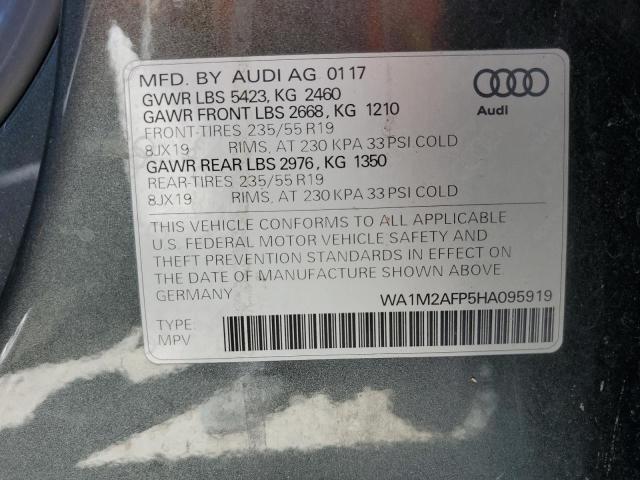 MFD. BY AUDI AG 0117
GVWR LBS 5423, KG 2460
GAWR FRONT LBS 2668, KG 1210
FRONT-TIRES 235/55 R19
8JX19 RIMS, AT 230 KPA 33 PSI COLD
GAWR REAR LBS 2976, KG 1350
REAR-TIRES 235/55 R19
8JX19 RIMS, AT 230 KPA 33 PSI COLD
Audi
THIS VEHICLE CONFORMS TO ALL APPLICABLE
U.S. FEDERAL MOTOR VEHICLE SAFETY AND
THEFT PREVENTION STANDARDS IN EFFECT ON
THE DATE OF MANUFACTURE SHOWN ABOVE
GERMANY
WA1M2AFP5HA095919
TYPE:
MPV